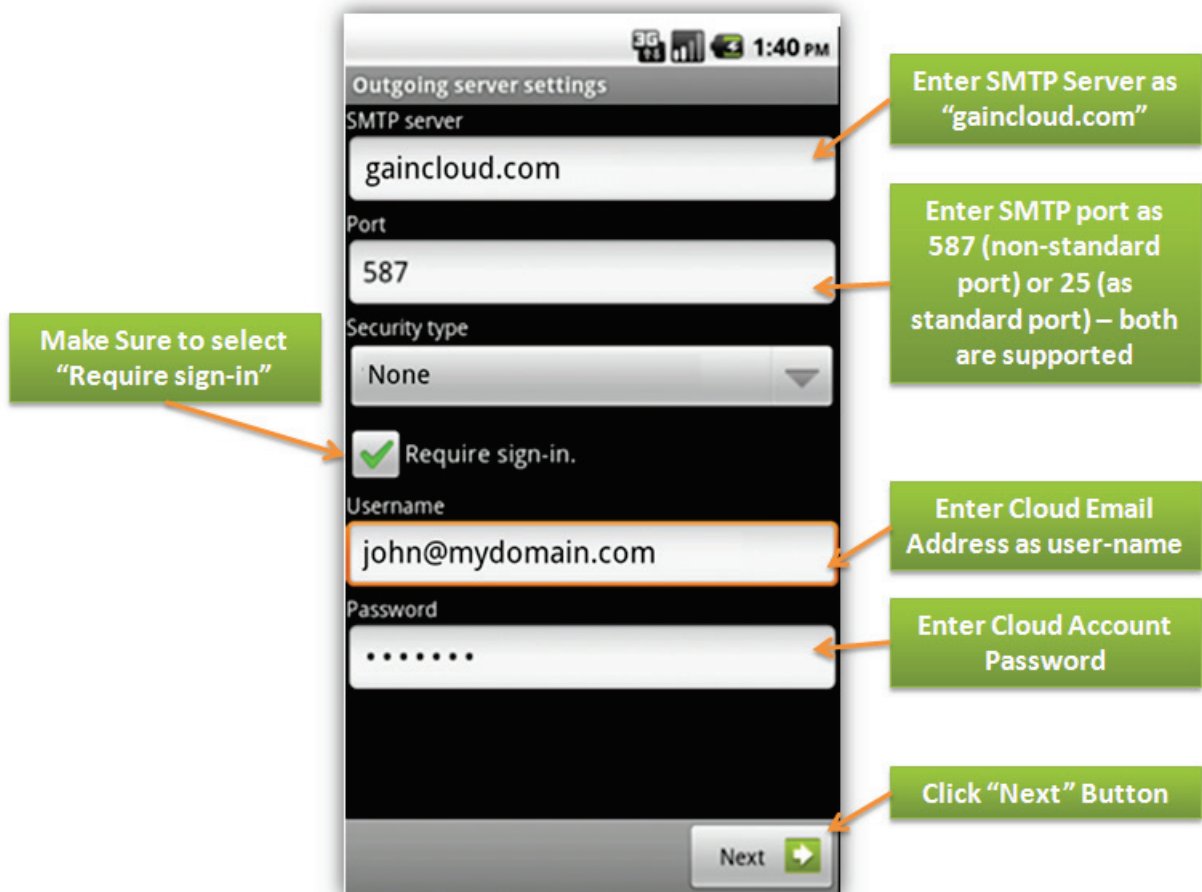 3G
1:40 PM
Outgoing server settings
SMTP server
gaincloud.com
Port
587
Security type
None
Require sign-in.
Username
john@mydomain.com
Password
•••••••
Next
Make Sure to select
“Require sign-in”
Enter SMTP Server as
“gaincloud.com”
Enter SMTP port as
587 (non-standard
port) or 25 (as
standard port) – both
are supported
Enter Cloud Email
Address as user-name
Enter Cloud Account
Password
Click “Next” Button